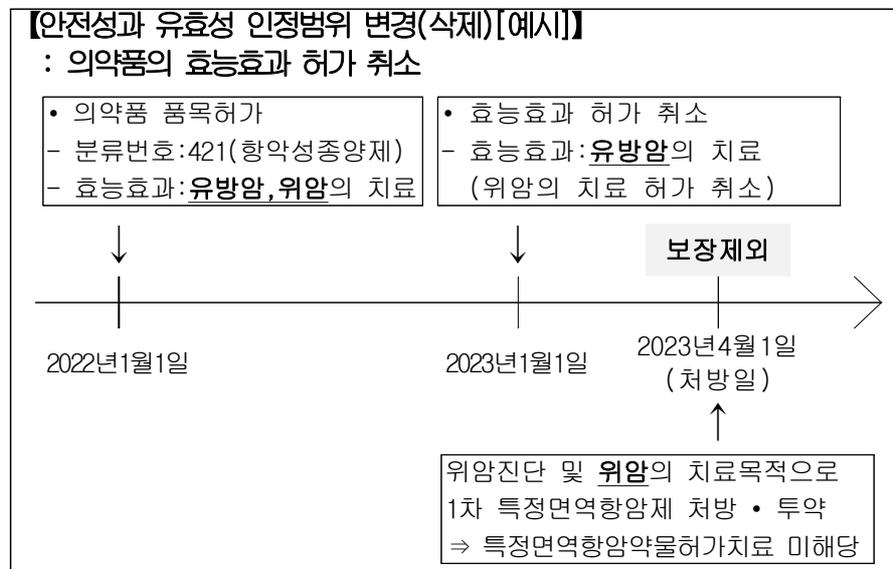 【안전성과 유효성 인정범위 변경(삭제)[예시]】
: 의약품의 효능효과 허가 취소
• 의약품 품목허가
- 분류번호:421(항악성종양제)
- 효능효과:유방암,위암의 치료
• 효능효과 허가 취소
- 효능효과:유방암의 치료
(위암의 치료 허가 취소)
보장제외
2022년1월1일
2023년1월1일
2023년4월1일
(처방일)
위암진단 및 위암의 치료목적으로
1차 특정면역항암제 처방 • 투약
⇒ 특정면역항암약물허가치료 미해당